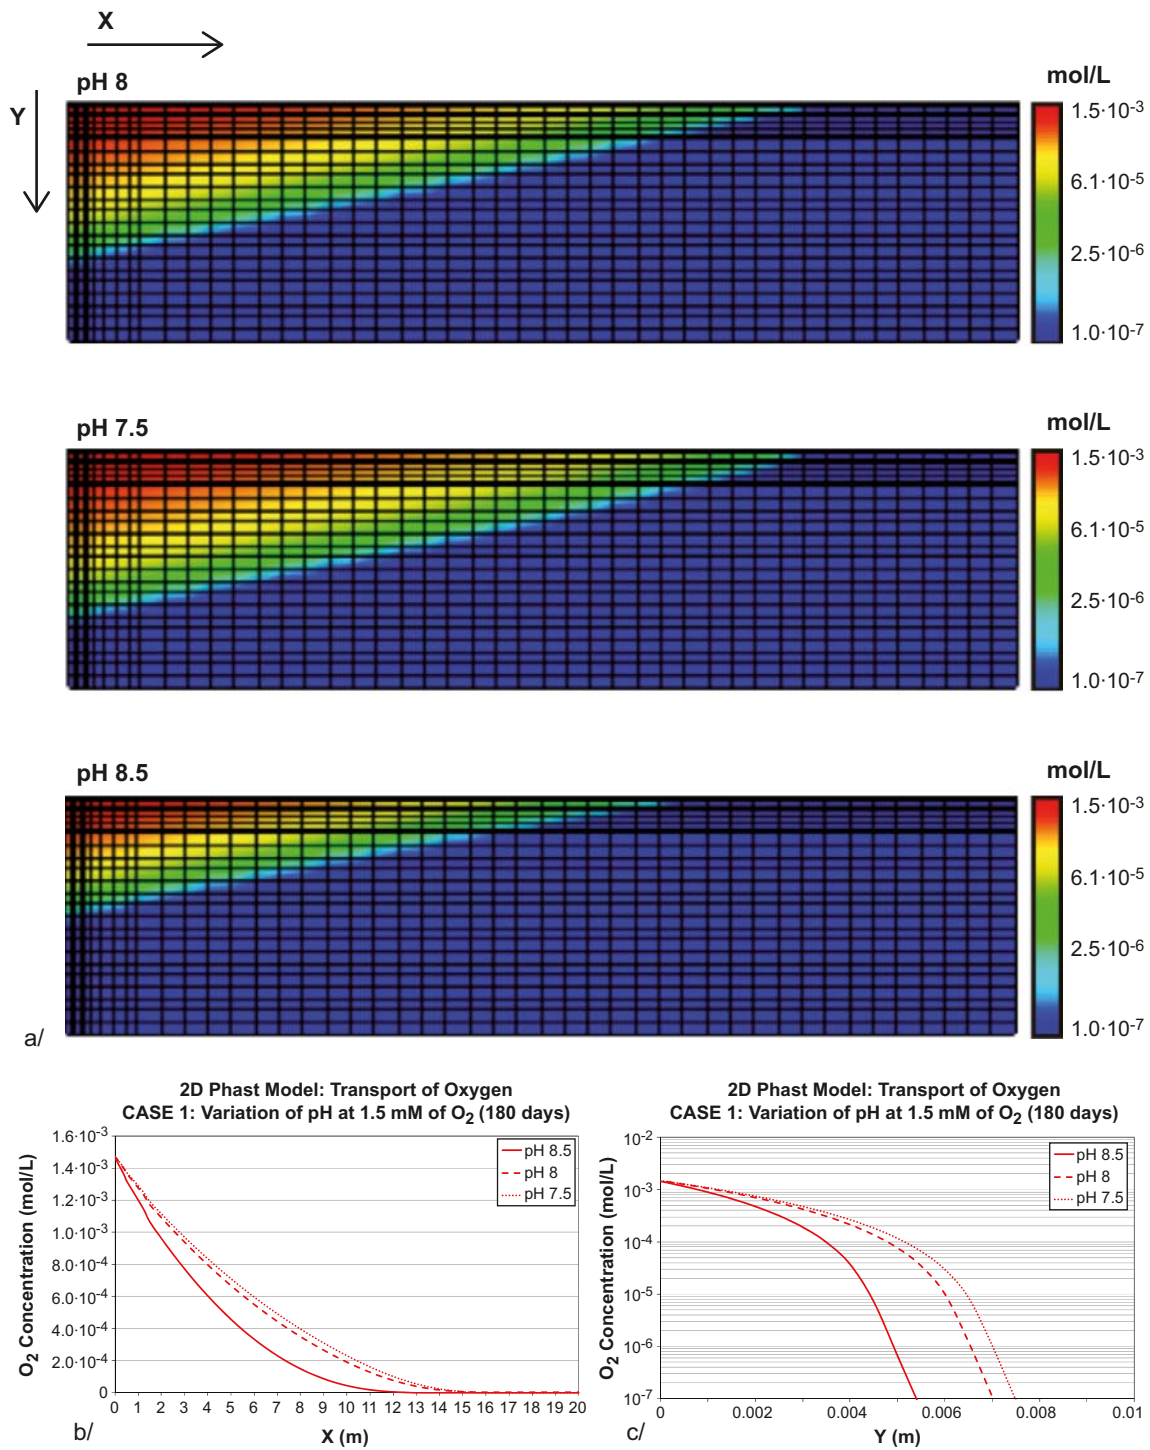 X
Y
pH 8
mol/L
1.5·10-3
6.1·10-5
2.5·10-6
1.0·10-7
pH 7.5
mol/L
1.5·10-3
6.1·10-5
2.5·10-6
1.0·10-7
pH 8.5
mol/L
1.5·10-3
6.1·10-5
2.5·10-6
1.0·10-7
a/
2D Phast Model: Transport of Oxygen
CASE 1: Variation of pH at 1.5 mM of O2 (180 days)
O2 Concentration (mol/L)
1.6·10-3
1.4·10-3
1.2·10-3
1.0·10-3
8.0·10-4
6.0·10-4
4.0·10-4
2.0·10-4
0
pH 8.5
pH 8
pH 7.5
0 1 2 3 4 5 6 7 8 9 10 11 12 13 14 15 16 17 18 19 20
X (m)
b/
2D Phast Model: Transport of Oxygen
CASE 1: Variation of pH at 1.5 mM of O2 (180 days)
O2 Concentration (mol/L)
10-2
10-3
10-4
10-5
10-6
10-7
pH 8.5
pH 8
pH 7.5
0 0.002 0.004 0.006 0.008 0.01
Y (m)
c/